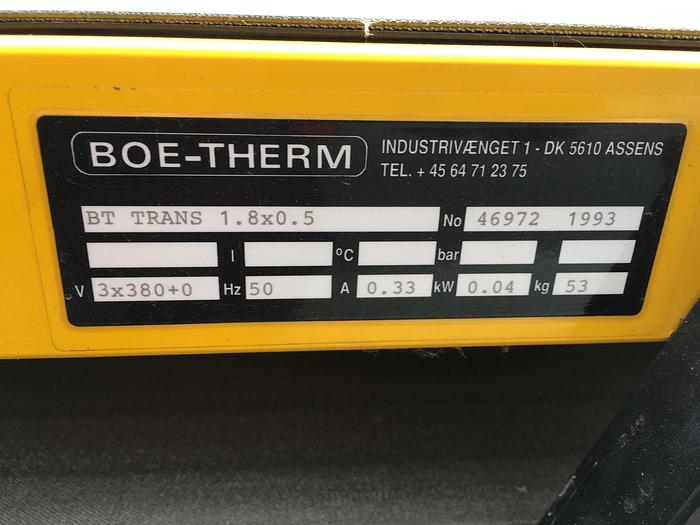 BOE-THERM
INDUSTRIVÆNGET 1 - DK 5610 ASSENS
TEL. + 45 64 71 23 75
BT TRANS 1.8x0.5 No 46972 1993
l ºC bar
V 3x380+0 Hz 50 A 0.33 kW 0.04 kg 53